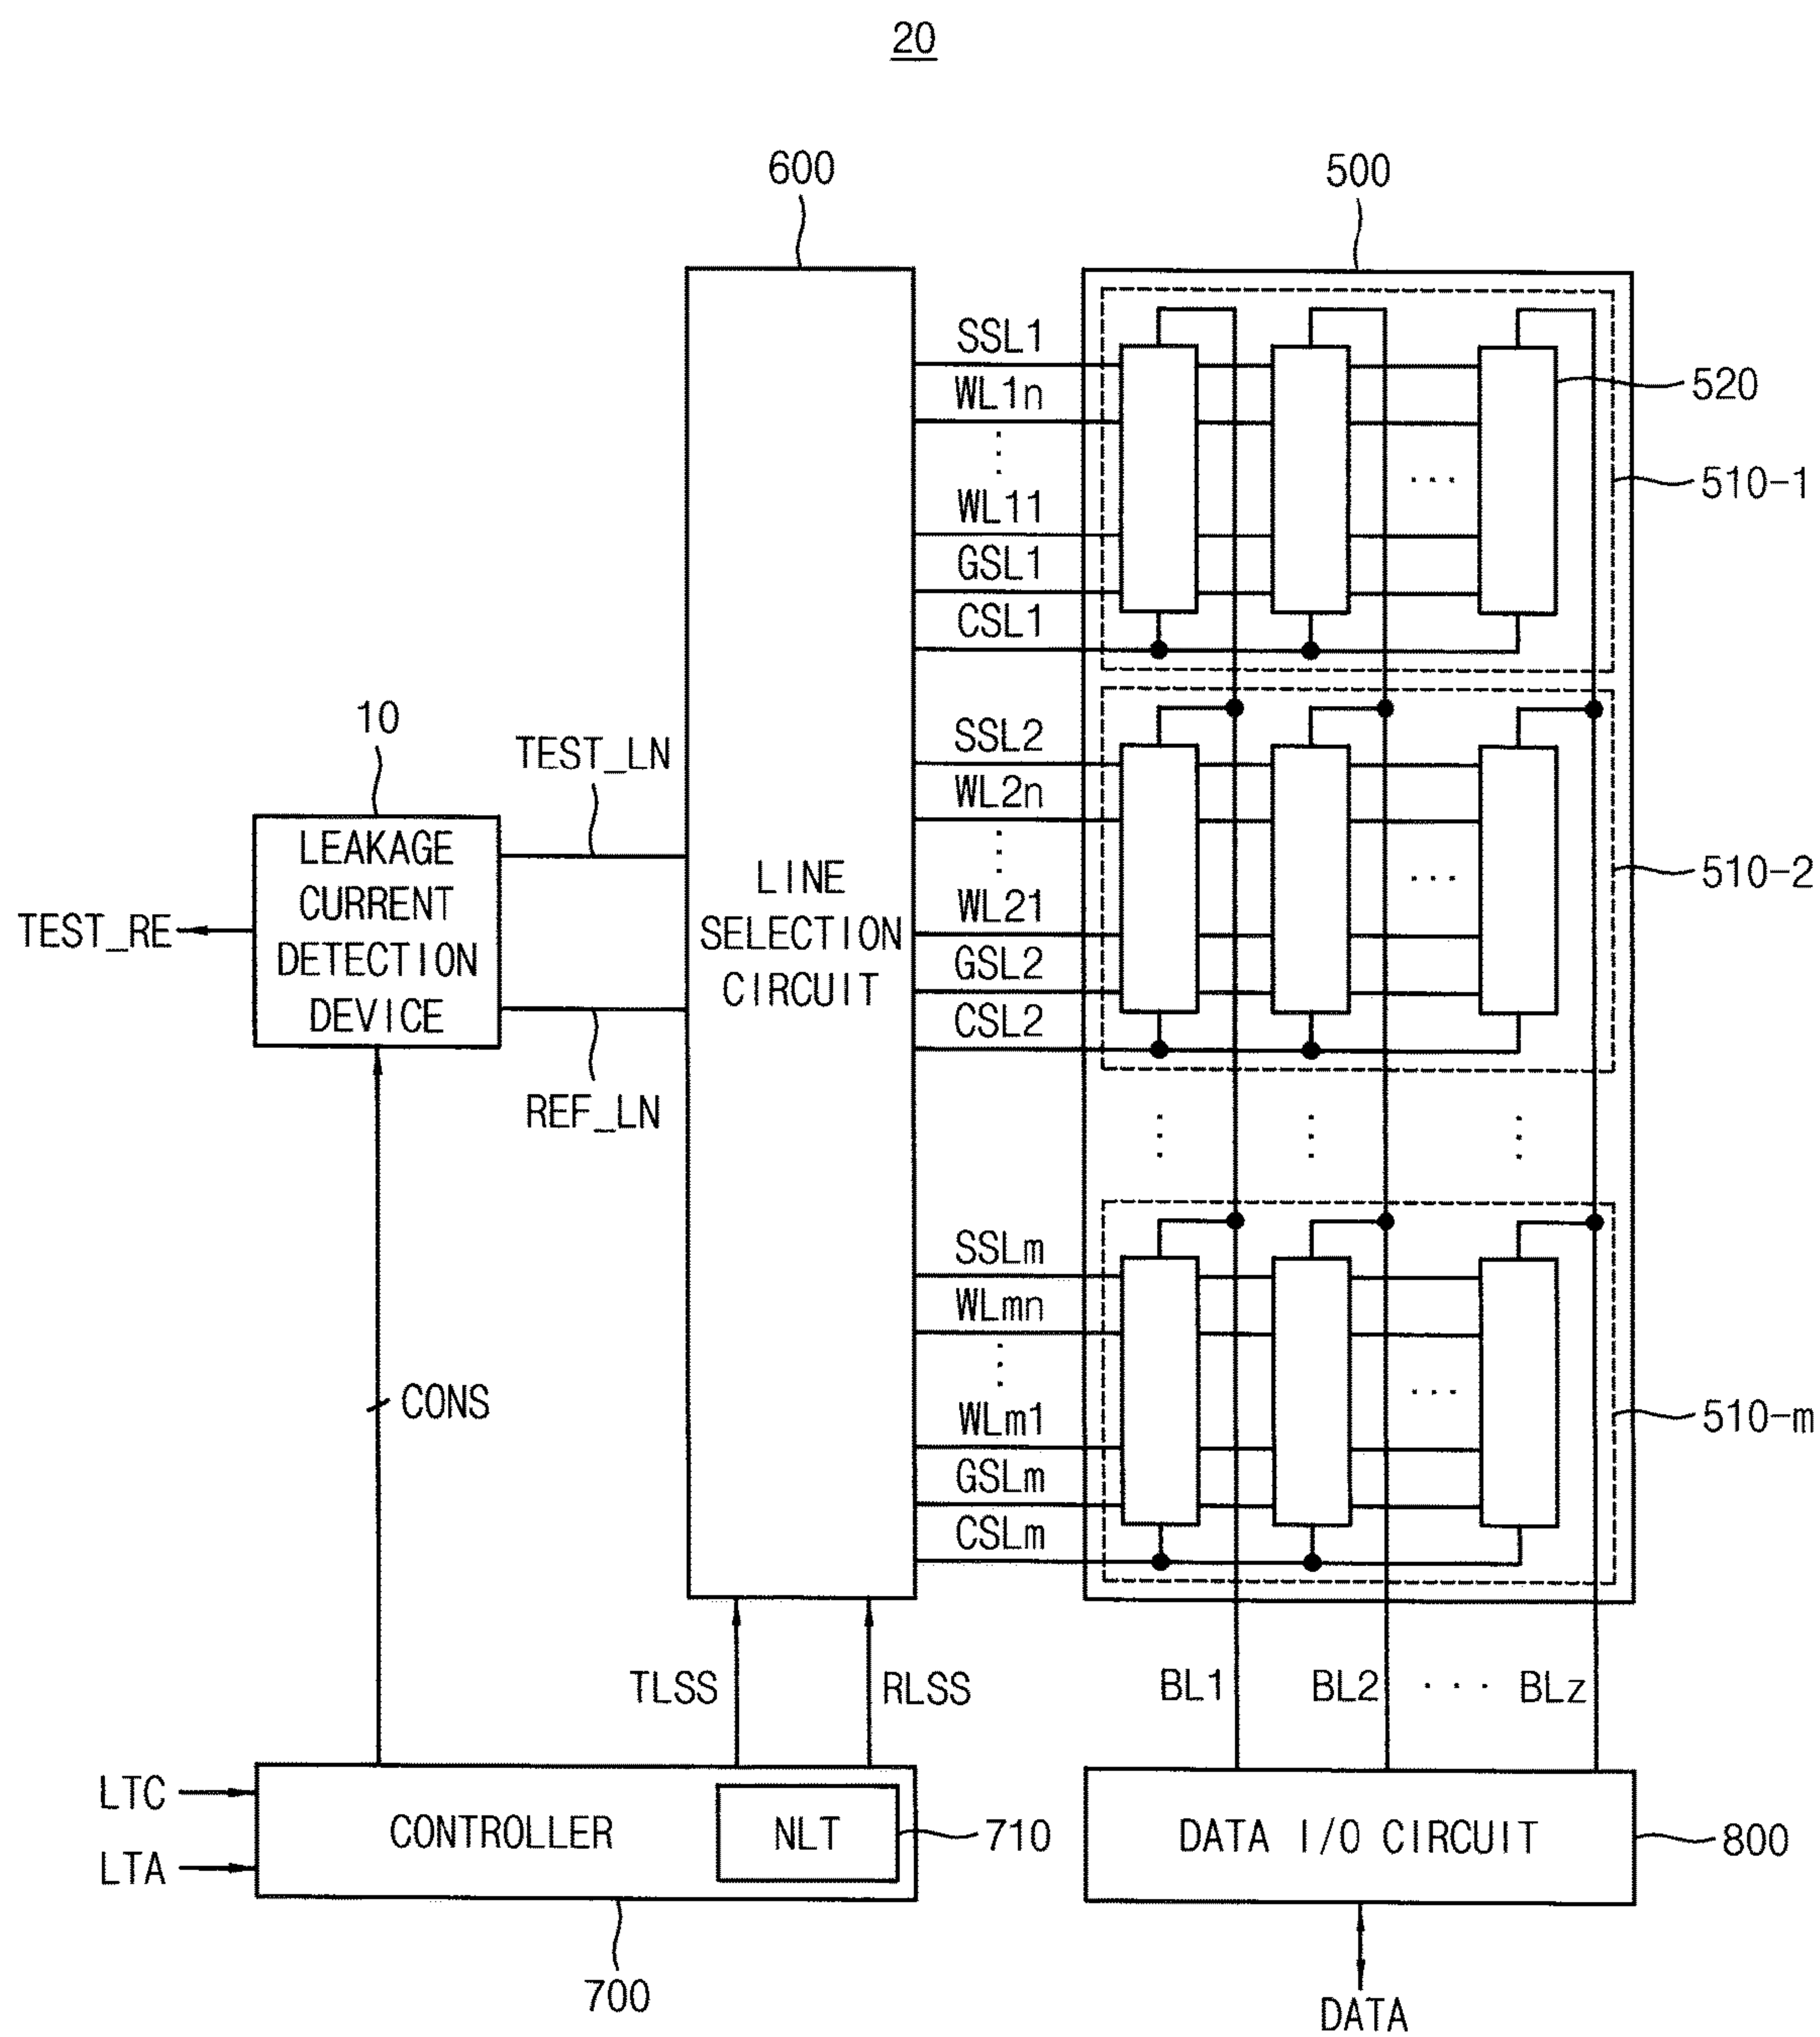 20
600
500
SSL1
WL1n
⋮
WL11
GSL1
CSL1
520
...
510-1
10
TEST_LN
SSL2
WL2n
⋮
WL21
GSL2
CSL2
...
510-2
LEAKAGE
CURRENT
DETECTION
DEVICE
TEST_RE
LINE
SELECTION
CIRCUIT
REF_LN
⋮ ⋮ ⋮
SSLm
WLmn
⋮
WLm1
GSLm
CSLm
...
510-m
CONS
TLSS
RLSS
BL1 BL2 ... BLz
LTC
LTA
CONTROLLER
NLT
710
700
DATA I/O CIRCUIT
800
DATA